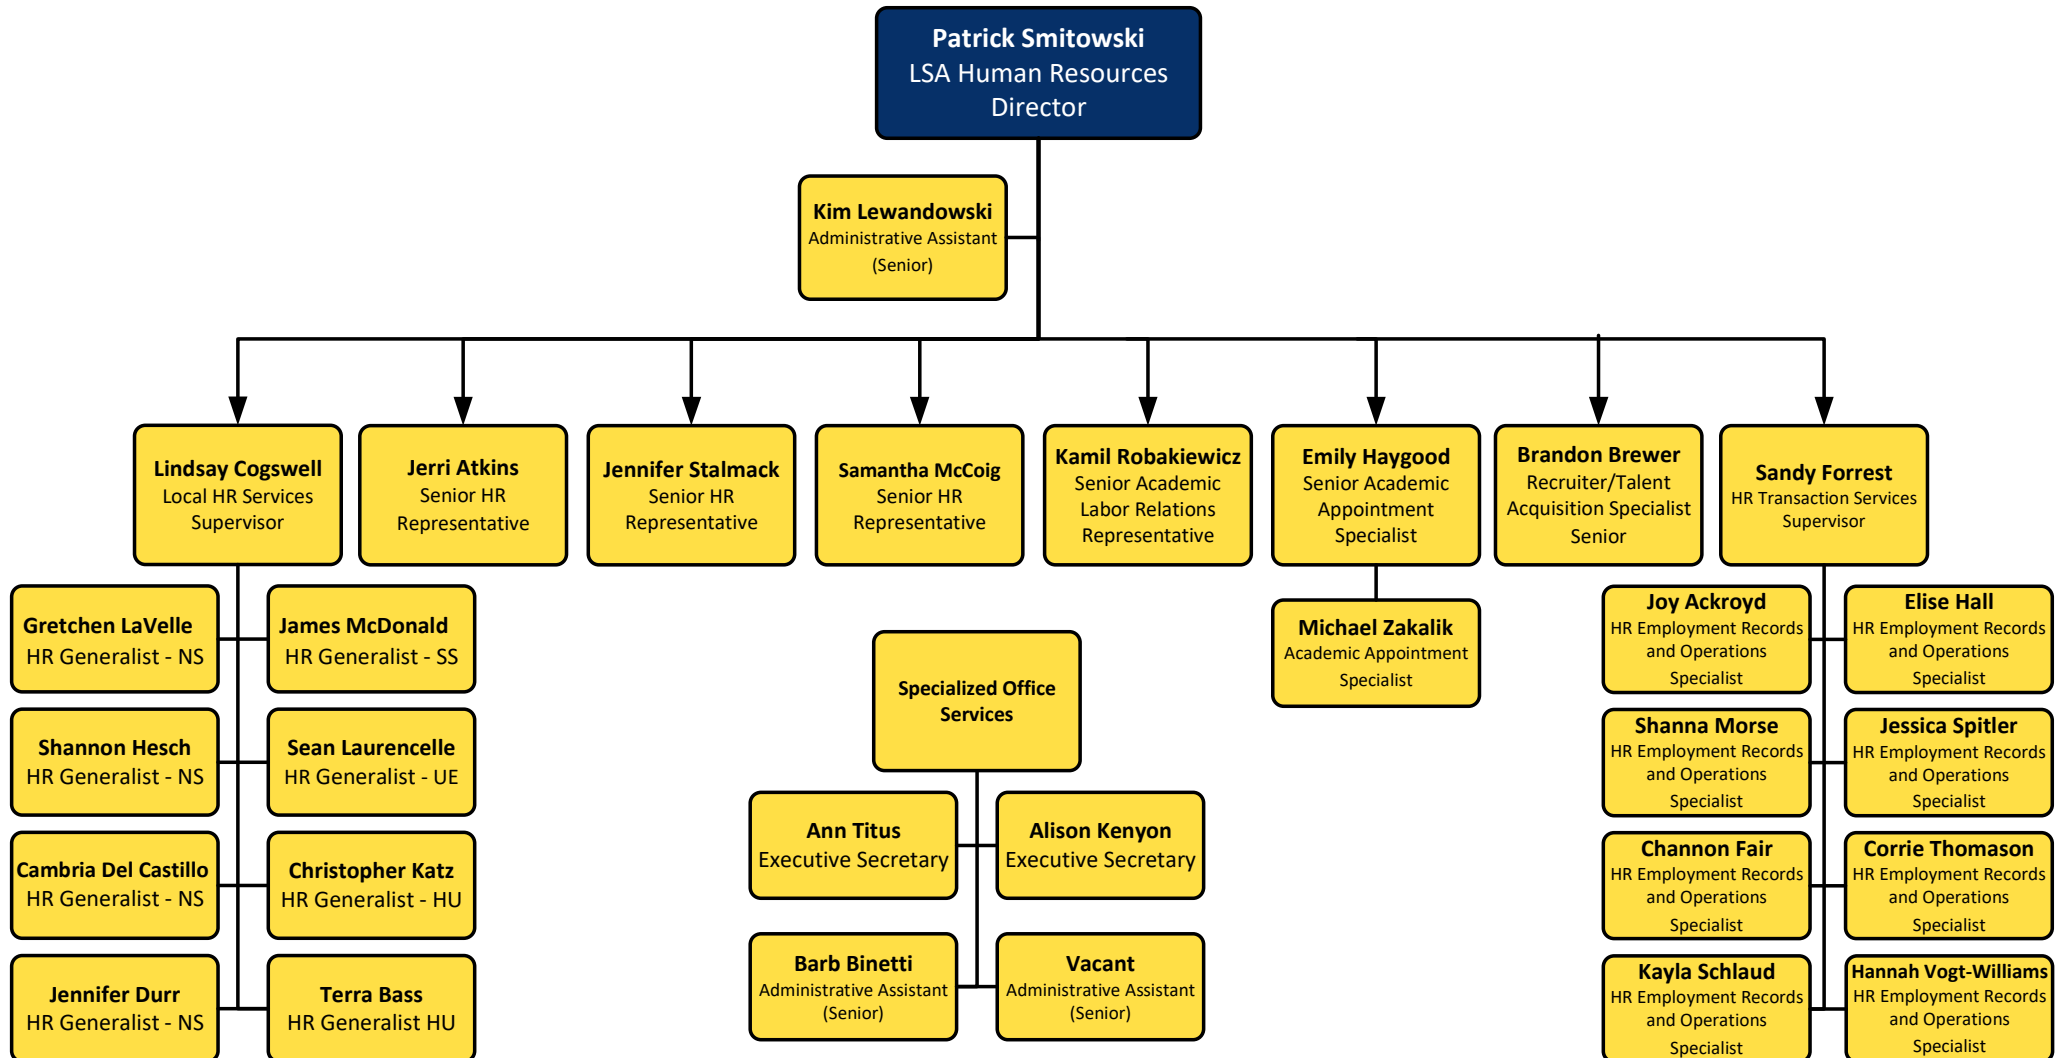 Patrick Smitowski
LSA Human Resources
Director
Kim Lewandowski
Administrative Assistant
(Senior)
Lindsay Cogswell
Local HR Services
Supervisor
Jerri Atkins
Senior HR
Representative
Jennifer Stalmack
Senior HR
Representative
Samantha McCoig
Senior HR
Representative
Kamil Robakiewicz
Senior Academic
Labor Relations
Representative
Emily Haygood
Senior Academic
Appointment
Specialist
Brandon Brewer
Recruiter/Talent
Acquisition Specialist
Senior
Sandy Forrest
HR Transaction Services
Supervisor
Gretchen LaVelle
HR Generalist - NS
James McDonald
HR Generalist - SS
Shannon Hesch
HR Generalist - NS
Sean Laurencelle
HR Generalist - UE
Cambria Del Castillo
HR Generalist - NS
Christopher Katz
HR Generalist - HU
Jennifer Durr
HR Generalist - NS
Terra Bass
HR Generalist HU
Specialized Office
Services
Ann Titus
Executive Secretary
Alison Kenyon
Executive Secretary
Barb Binetti
Administrative Assistant
(Senior)
Vacant
Administrative Assistant
(Senior)
Michael Zakalik
Academic Appointment
Specialist
Joy Ackroyd
HR Employment Records
and Operations
Specialist
Elise Hall
HR Employment Records
and Operations
Specialist
Shanna Morse
HR Employment Records
and Operations
Specialist
Jessica Spitler
HR Employment Records
and Operations
Specialist
Channon Fair
HR Employment Records
and Operations
Specialist
Corrie Thomason
HR Employment Records
and Operations
Specialist
Kayla Schlaud
HR Employment Records
and Operations
Specialist
Hannah Vogt-Williams
HR Employment Records
and Operations
Specialist